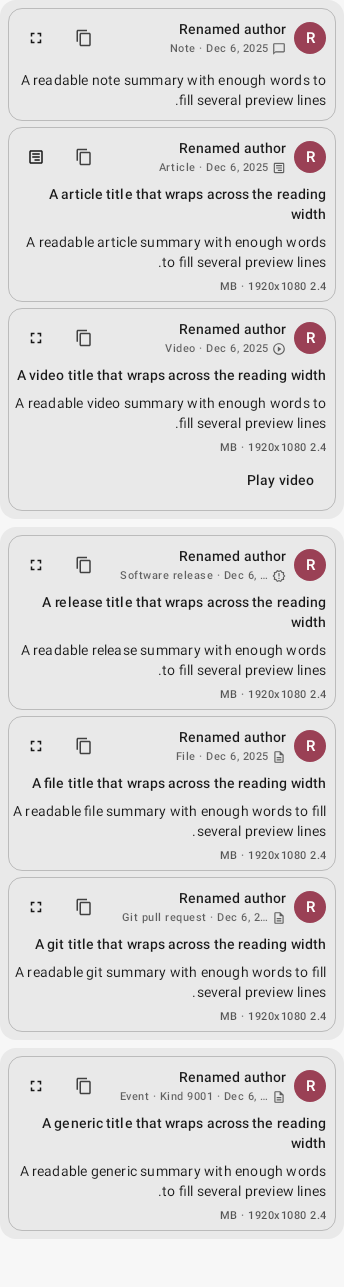 R
Renamed author
Note · Dec 6, 2025
A readable note summary with enough words to
.fill several preview lines
R
Renamed author
Article · Dec 6, 2025
A article title that wraps across the reading
width
A readable article summary with enough words
.to fill several preview lines
MB · 1920x1080 2.4
R
Renamed author
Video · Dec 6, 2025
A video title that wraps across the reading width
A readable video summary with enough words to
.fill several preview lines
MB · 1920x1080 2.4
Play video
R
Renamed author
Software release · Dec 6, …
A release title that wraps across the reading
width
A readable release summary with enough words
.to fill several preview lines
MB · 1920x1080 2.4
R
Renamed author
File · Dec 6, 2025
A file title that wraps across the reading width
A readable file summary with enough words to fill
.several preview lines
MB · 1920x1080 2.4
R
Renamed author
Git pull request · Dec 6, 2…
A git title that wraps across the reading width
A readable git summary with enough words to fill
.several preview lines
MB · 1920x1080 2.4
R
Renamed author
Event · Kind 9001 · Dec 6, …
A generic title that wraps across the reading
width
A readable generic summary with enough words
.to fill several preview lines
MB · 1920x1080 2.4